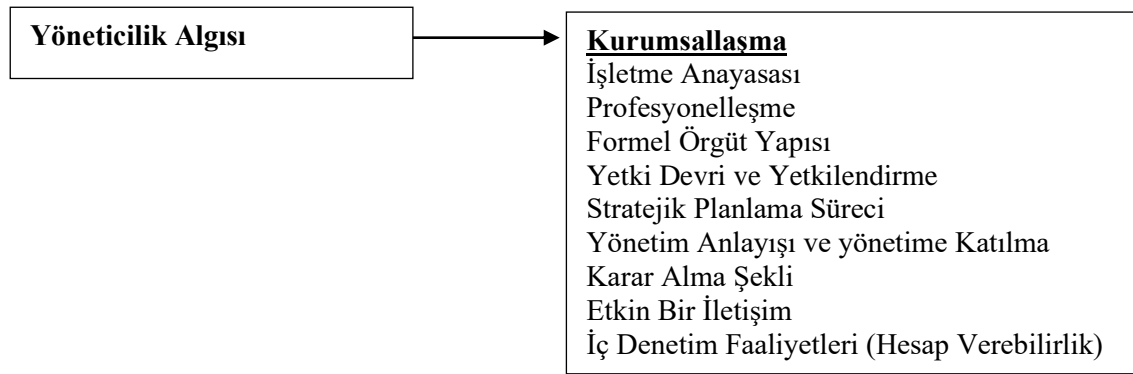 Yöneticilik Algısı
Kurumsallaşma
İşletme Anayasası
Profesyonelleşme
Formel Örgüt Yapısı
Yetki Devri ve Yetkilendirme
Stratejik Planlama Süreci
Yönetim Anlayışı ve yönetime Katılma
Karar Alma Şekli
Etkin Bir İletişim
İç Denetim Faaliyetleri (Hesap Verebilirlik)